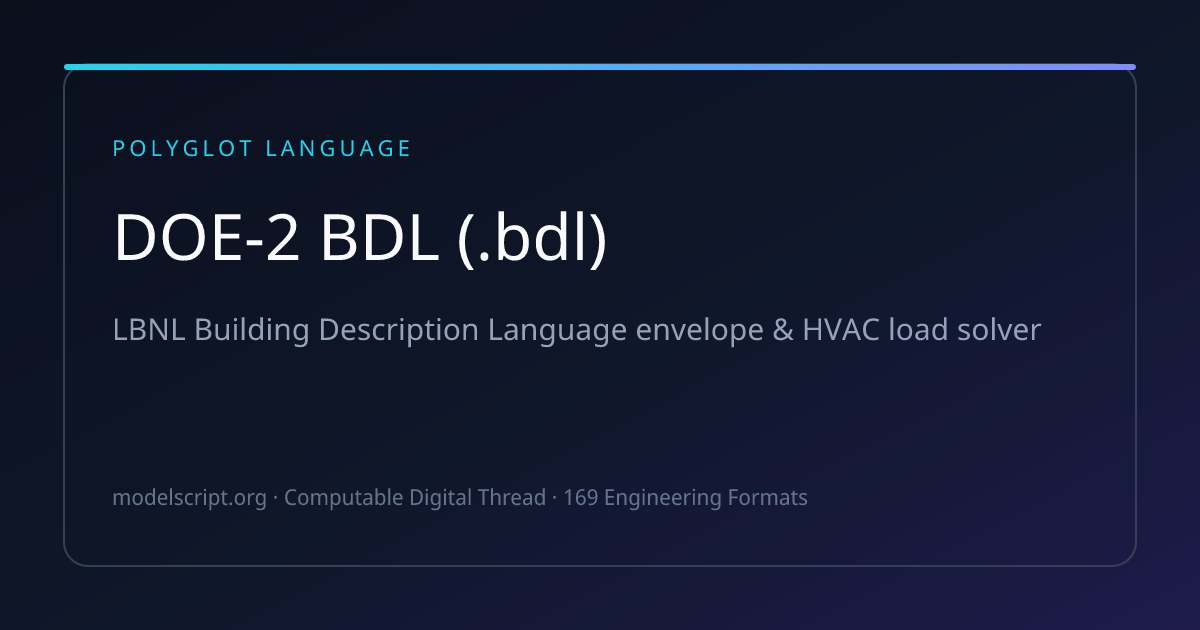 POLYGLOT LANGUAGE
DOE-2 BDL (.bdl)
LBNL Building Description Language envelope & HVAC load solver
modelscript.org · Computable Digital Thread · 169 Engineering Formats